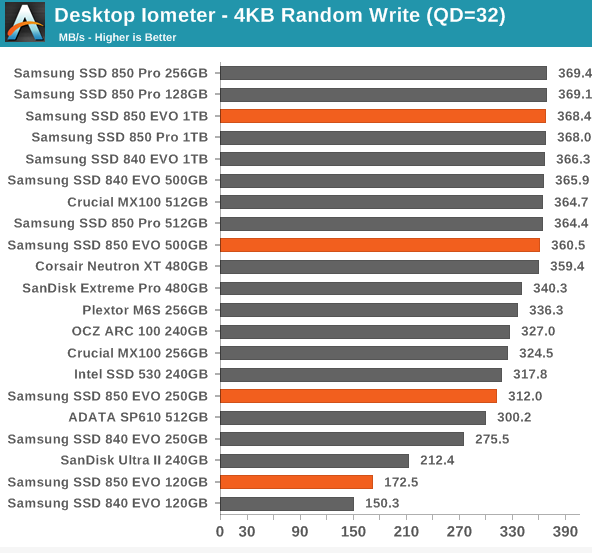 Desktop Iometer - 4KB Random Write (QD=32)
MB/s - Higher is Better
Samsung SSD 850 Pro 256GB 369.4
Samsung SSD 850 Pro 128GB 369.1
Samsung SSD 850 EVO 1TB 368.4
Samsung SSD 850 Pro 1TB 368.0
Samsung SSD 840 EVO 1TB 366.3
Samsung SSD 840 EVO 500GB 365.9
Crucial MX100 512GB 364.7
Samsung SSD 850 Pro 512GB 364.4
Samsung SSD 850 EVO 500GB 360.5
Corsair Neutron XT 480GB 359.4
SanDisk Extreme Pro 480GB 340.3
Plextor M6S 256GB 336.3
OCZ ARC 100 240GB 327.0
Crucial MX100 256GB 324.5
Intel SSD 530 240GB 317.8
Samsung SSD 850 EVO 250GB 312.0
ADATA SP610 512GB 300.2
Samsung SSD 840 EVO 250GB 275.5
SanDisk Ultra II 240GB 212.4
Samsung SSD 850 EVO 120GB 172.5
Samsung SSD 840 EVO 120GB 150.3
0 30 90 150 210 270 330 390